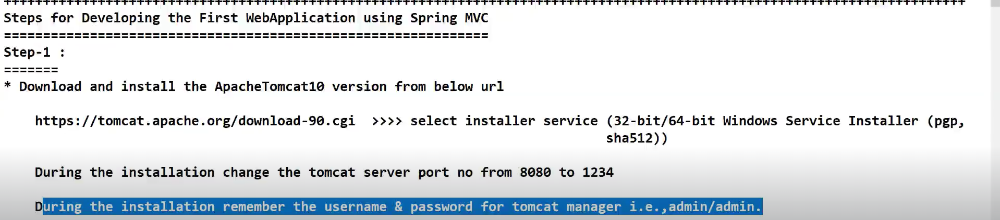 ++++++++++++++++++++++++++++++++++++++++++++++++++++++++++++++++++++++++++++++++++++++++++++++++++++++++++++++++++++++++++++
Steps for Developing the First WebApplication using Spring MVC
==============================================================
Step-1 :
=======
* Download and install the ApacheTomcat10 version from below url
https://tomcat.apache.org/download-90.cgi  >>>> select installer service (32-bit/64-bit Windows Service Installer (pgp,
sha512))
During the installation change the tomcat server port no from 8080 to 1234
During the installation remember the username & password for tomcat manager i.e.,admin/admin.